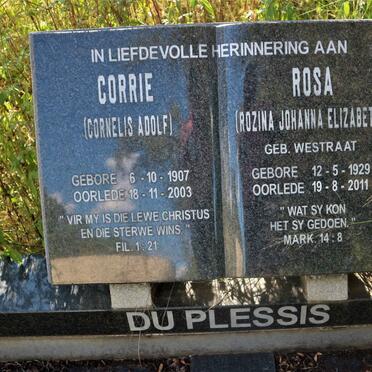 IN LIEFDEVOLLE HERINNERING AAN
CORRIE
(CORNELIS ADOLF)
GEBORE 6-10-1907
OORLEDE 18-11-2003
"VIR MY IS DIE LEWE CHRISTUS
EN DIE STERWE WINS."
FIL. 1:21
ROSA
(ROZINA JOHANNA ELIZABET
GEB. WESTRAAT
GEBORE 12-5-1929
OORLEDE 19-8-2011
"WAT SY KON
HET SY GEDOEN."
MARK. 14:8
DU PLESSIS